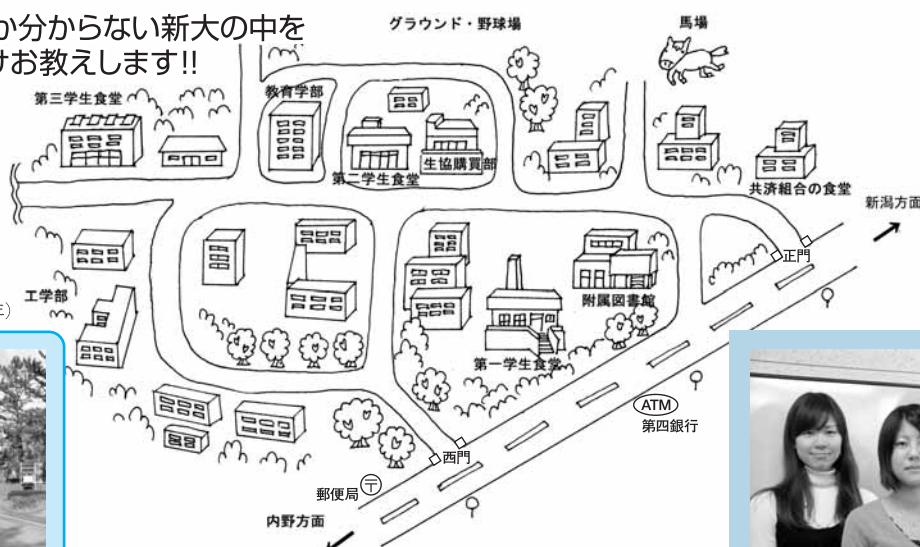 か分からない新大の中を
けお教えします!!
グラウンド・野球場
馬場
第三学生食堂
教育学部
生協購買部
第二学生食堂
共済組合の食堂
新潟方面
正門
工学部
附属図書館
第一学生食堂
ATM
第四銀行
西門
郵便局〒
内野方面